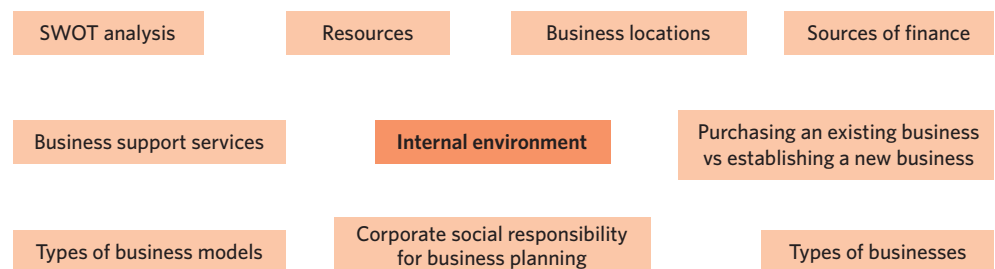 SWOT analysis
Resources
Business locations
Sources of finance
Business support services
Internal environment
Purchasing an existing business
vs establishing a new business
Types of business models
Corporate social responsibility
for business planning
Types of businesses